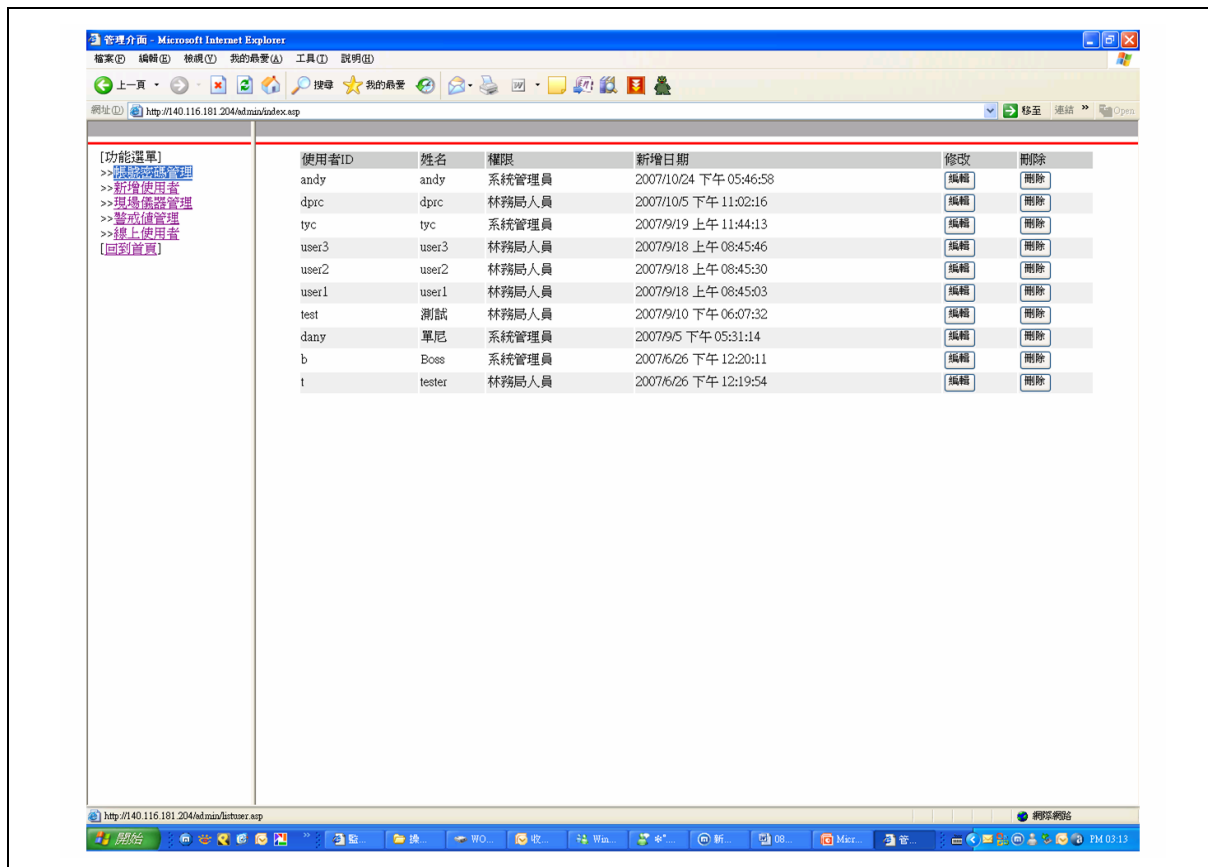 管理介面 - Microsoft Internet Explorer
檔案(F) 編輯(E) 檢視(V) 我的最愛(A) 工具(T) 說明(H)
上一頁 搜尋 我的最愛
網址(D) http://140.116.181.204/admin/index.asp 移至 連結 » Open
[功能選單]
>>帳號密碼管理
>>新增使用者
>>現場儀器管理
>>警戒值管理
>>線上使用者
[回到首頁]
使用者ID 姓名 權限 新增日期 修改 刪除
andy andy 系統管理員 2007/10/24 下午 05:46:58 編輯 刪除
dprc dprc 林務局人員 2007/10/5 下午 11:02:16 編輯 刪除
tyc tyc 系統管理員 2007/9/19 上午 11:44:13 編輯 刪除
user3 user3 林務局人員 2007/9/18 上午 08:45:46 編輯 刪除
user2 user2 林務局人員 2007/9/18 上午 08:45:30 編輯 刪除
user1 user1 林務局人員 2007/9/18 上午 08:45:03 編輯 刪除
test 測試 林務局人員 2007/9/10 下午 06:07:32 編輯 刪除
dany 單尼 系統管理員 2007/9/5 下午 05:31:14 編輯 刪除
b Boss 系統管理員 2007/6/26 下午 12:20:11 編輯 刪除
t tester 林務局人員 2007/6/26 下午 12:19:54 編輯 刪除
http://140.116.181.204/admin/listuser.asp 網際網路
開始 監... 操... WO... 收... Win... 新... 08... Micr... 管... PM 03:13